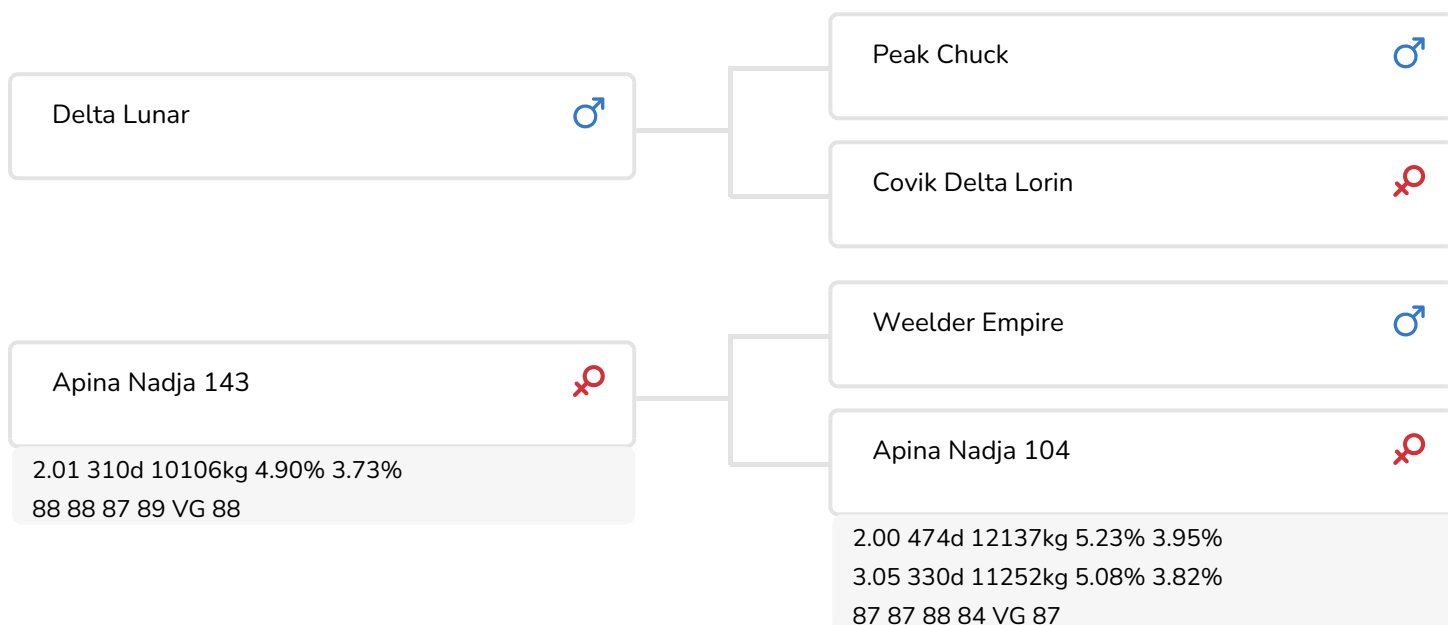 Peak Chuck
Delta Lunar
Covik Delta Lorin
Weelder Empire
Apina Nadja 143
2.01 310d 10106kg 4.90% 3.73%
88 88 87 89 VG 88
Apina Nadja 104
2.00 474d 12137kg 5.23% 3.95%
3.05 330d 11252kg 5.08% 3.82%
87 87 88 84 VG 87